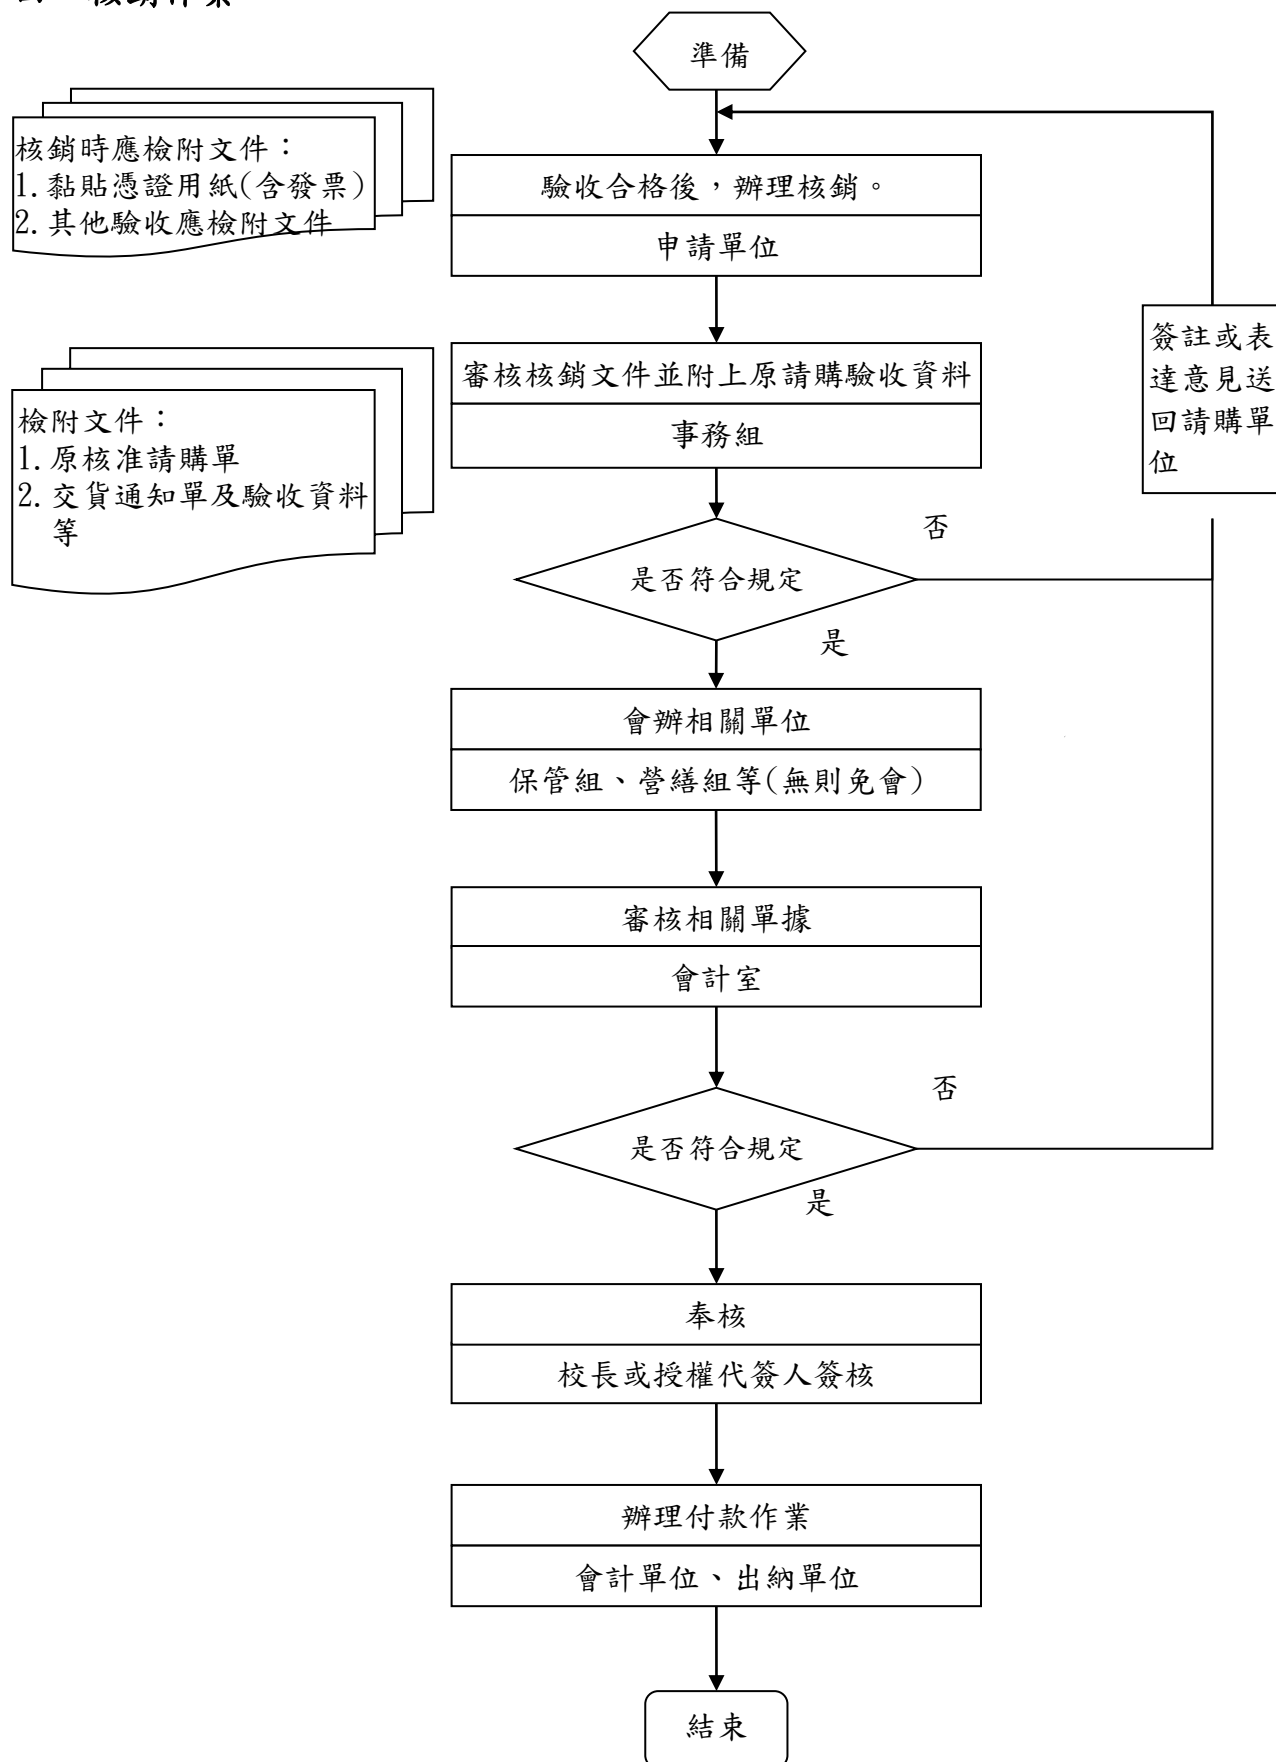 核銷作業
準備
核銷時應檢附文件：
1.黏貼憑證用紙(含發票)
2.其他驗收應檢附文件
驗收合格後，辦理核銷。
申請單位
審核核銷文件並附上原請購驗收資料
事務組
簽註或表
達意見送
回請購單
位
檢附文件：
1.原核准請購單
2.交貨通知單及驗收資料
等
否
是否符合規定
是
會辦相關單位
保管組、營繕組等(無則免會)
審核相關單據
會計室
否
是否符合規定
是
奉核
校長或授權代簽人簽核
辦理付款作業
會計單位、出納單位
結束